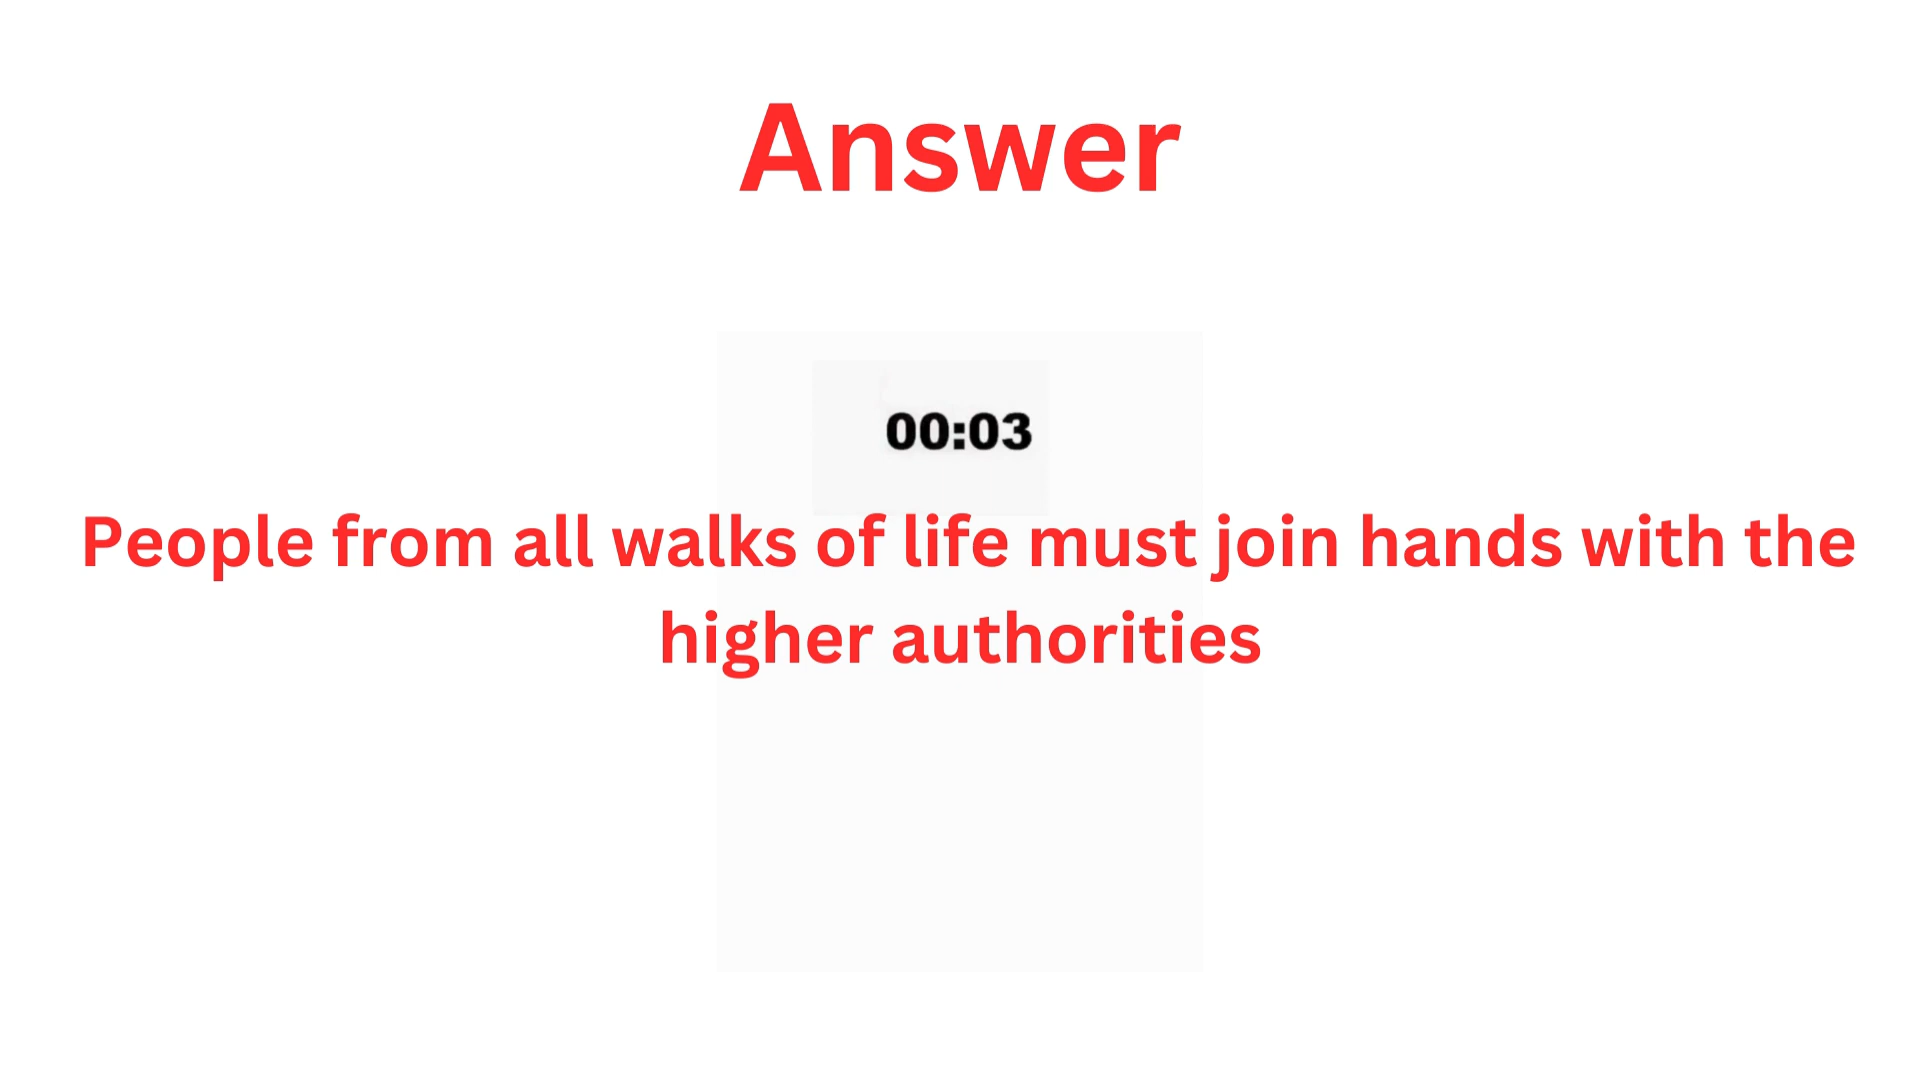 Answer
00:03
People from all walks of life must join hands with the
higher authorities